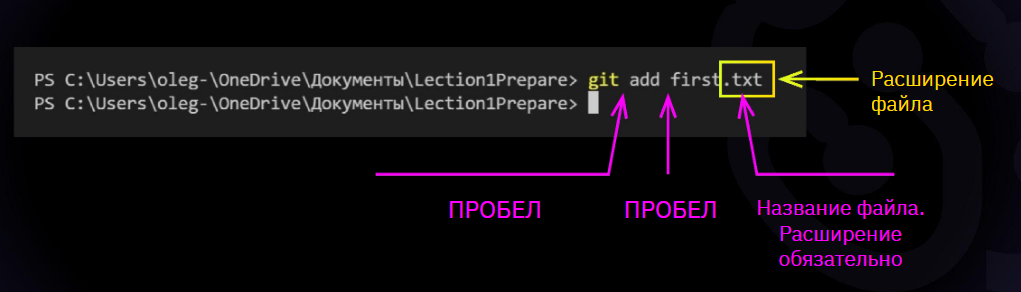 PS C:\Users\oleg-\OneDrive\Документы\Lection1Prepare> git add first.txt
PS C:\Users\oleg-\OneDrive\Документы\Lection1Prepare>
Расширение
файла
ПРОБЕЛ
ПРОБЕЛ
Название файла.
Расширение
обязательно